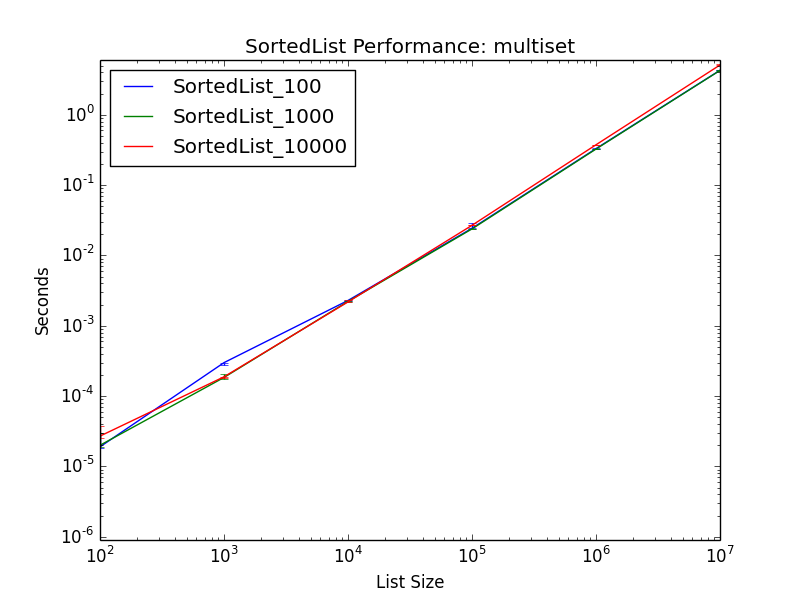 SortedList Performance: multiset
SortedList_100
SortedList_1000
SortedList_10000
Seconds
10^0
10^-1
10^-2
10^-3
10^-4
10^-5
10^-6
10^2 10^3 10^4 10^5 10^6 10^7
List Size